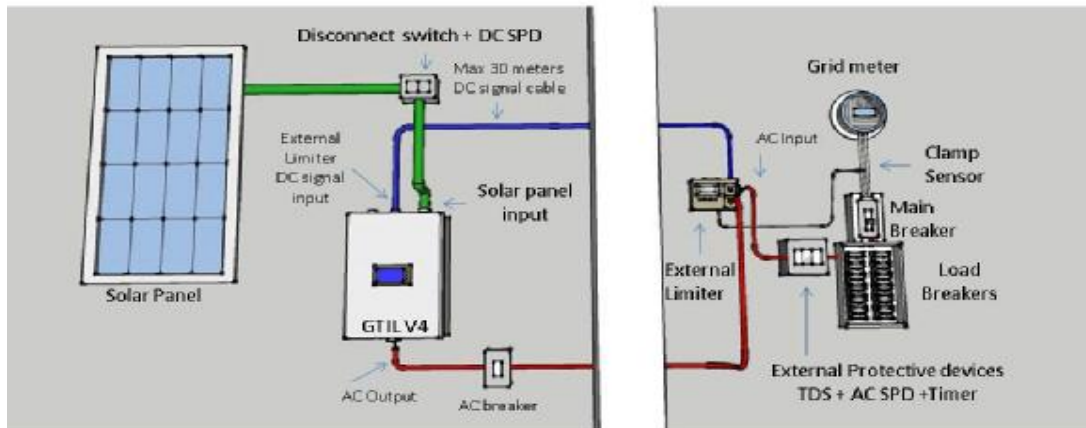 Disconnect switch + DC SPD
Max 30 meters
DC signal cable
External
Limiter
DC signal
input
Solar panel
input
Solar Panel
GTIL V4
AC Output
AC breaker
Grid meter
AC Input
Clamp
Sensor
Main
Breaker
External
Limiter
Load
Breakers
External Protective devices
TDS + AC SPD +Timer